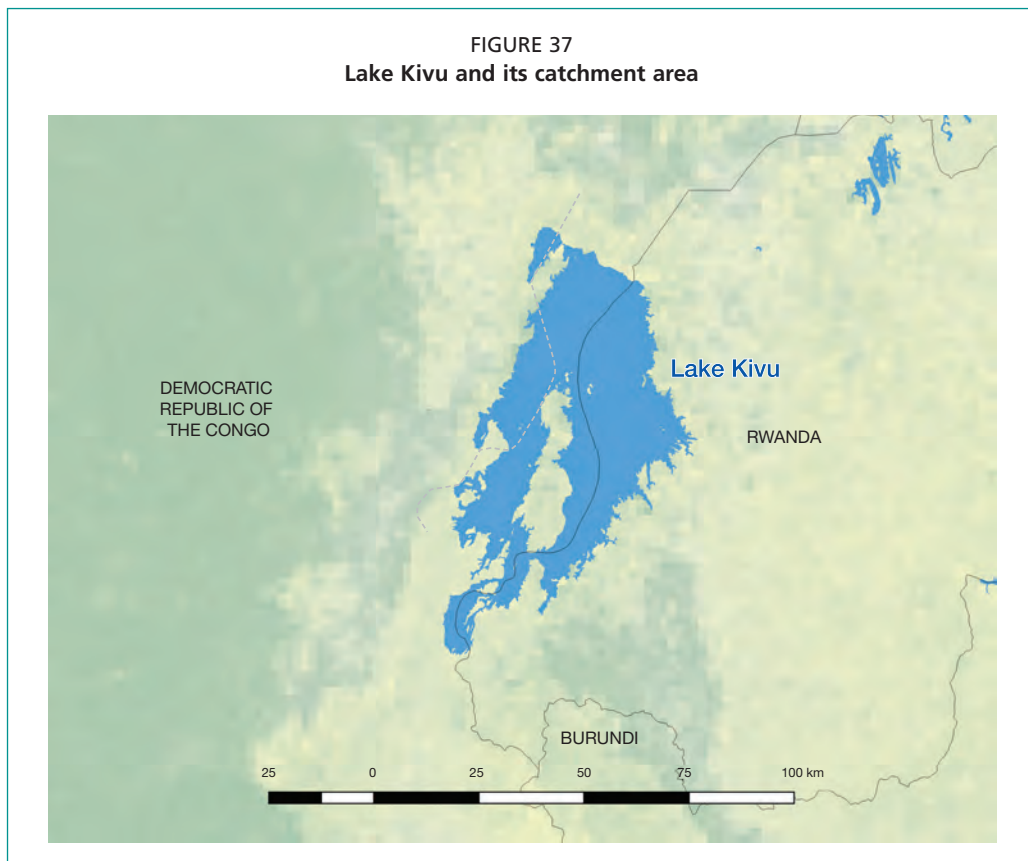 FIGURE 37
Lake Kivu and its catchment area
Lake Kivu
DEMOCRATIC
REPUBLIC OF
THE CONGO
RWANDA
BURUNDI
25 0 25 50 75 100 km